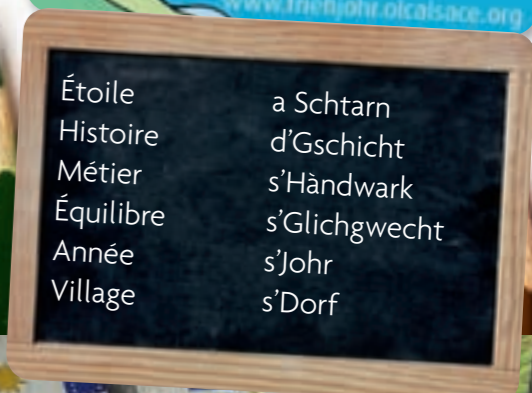 www.friehjohr.olcalsace.org
Étoile a Schtarn
Histoire d'Gschicht
Métier s'Hàndwark
Équilibre s'Glichgwecht
Année s'Johr
Village s'Dorf